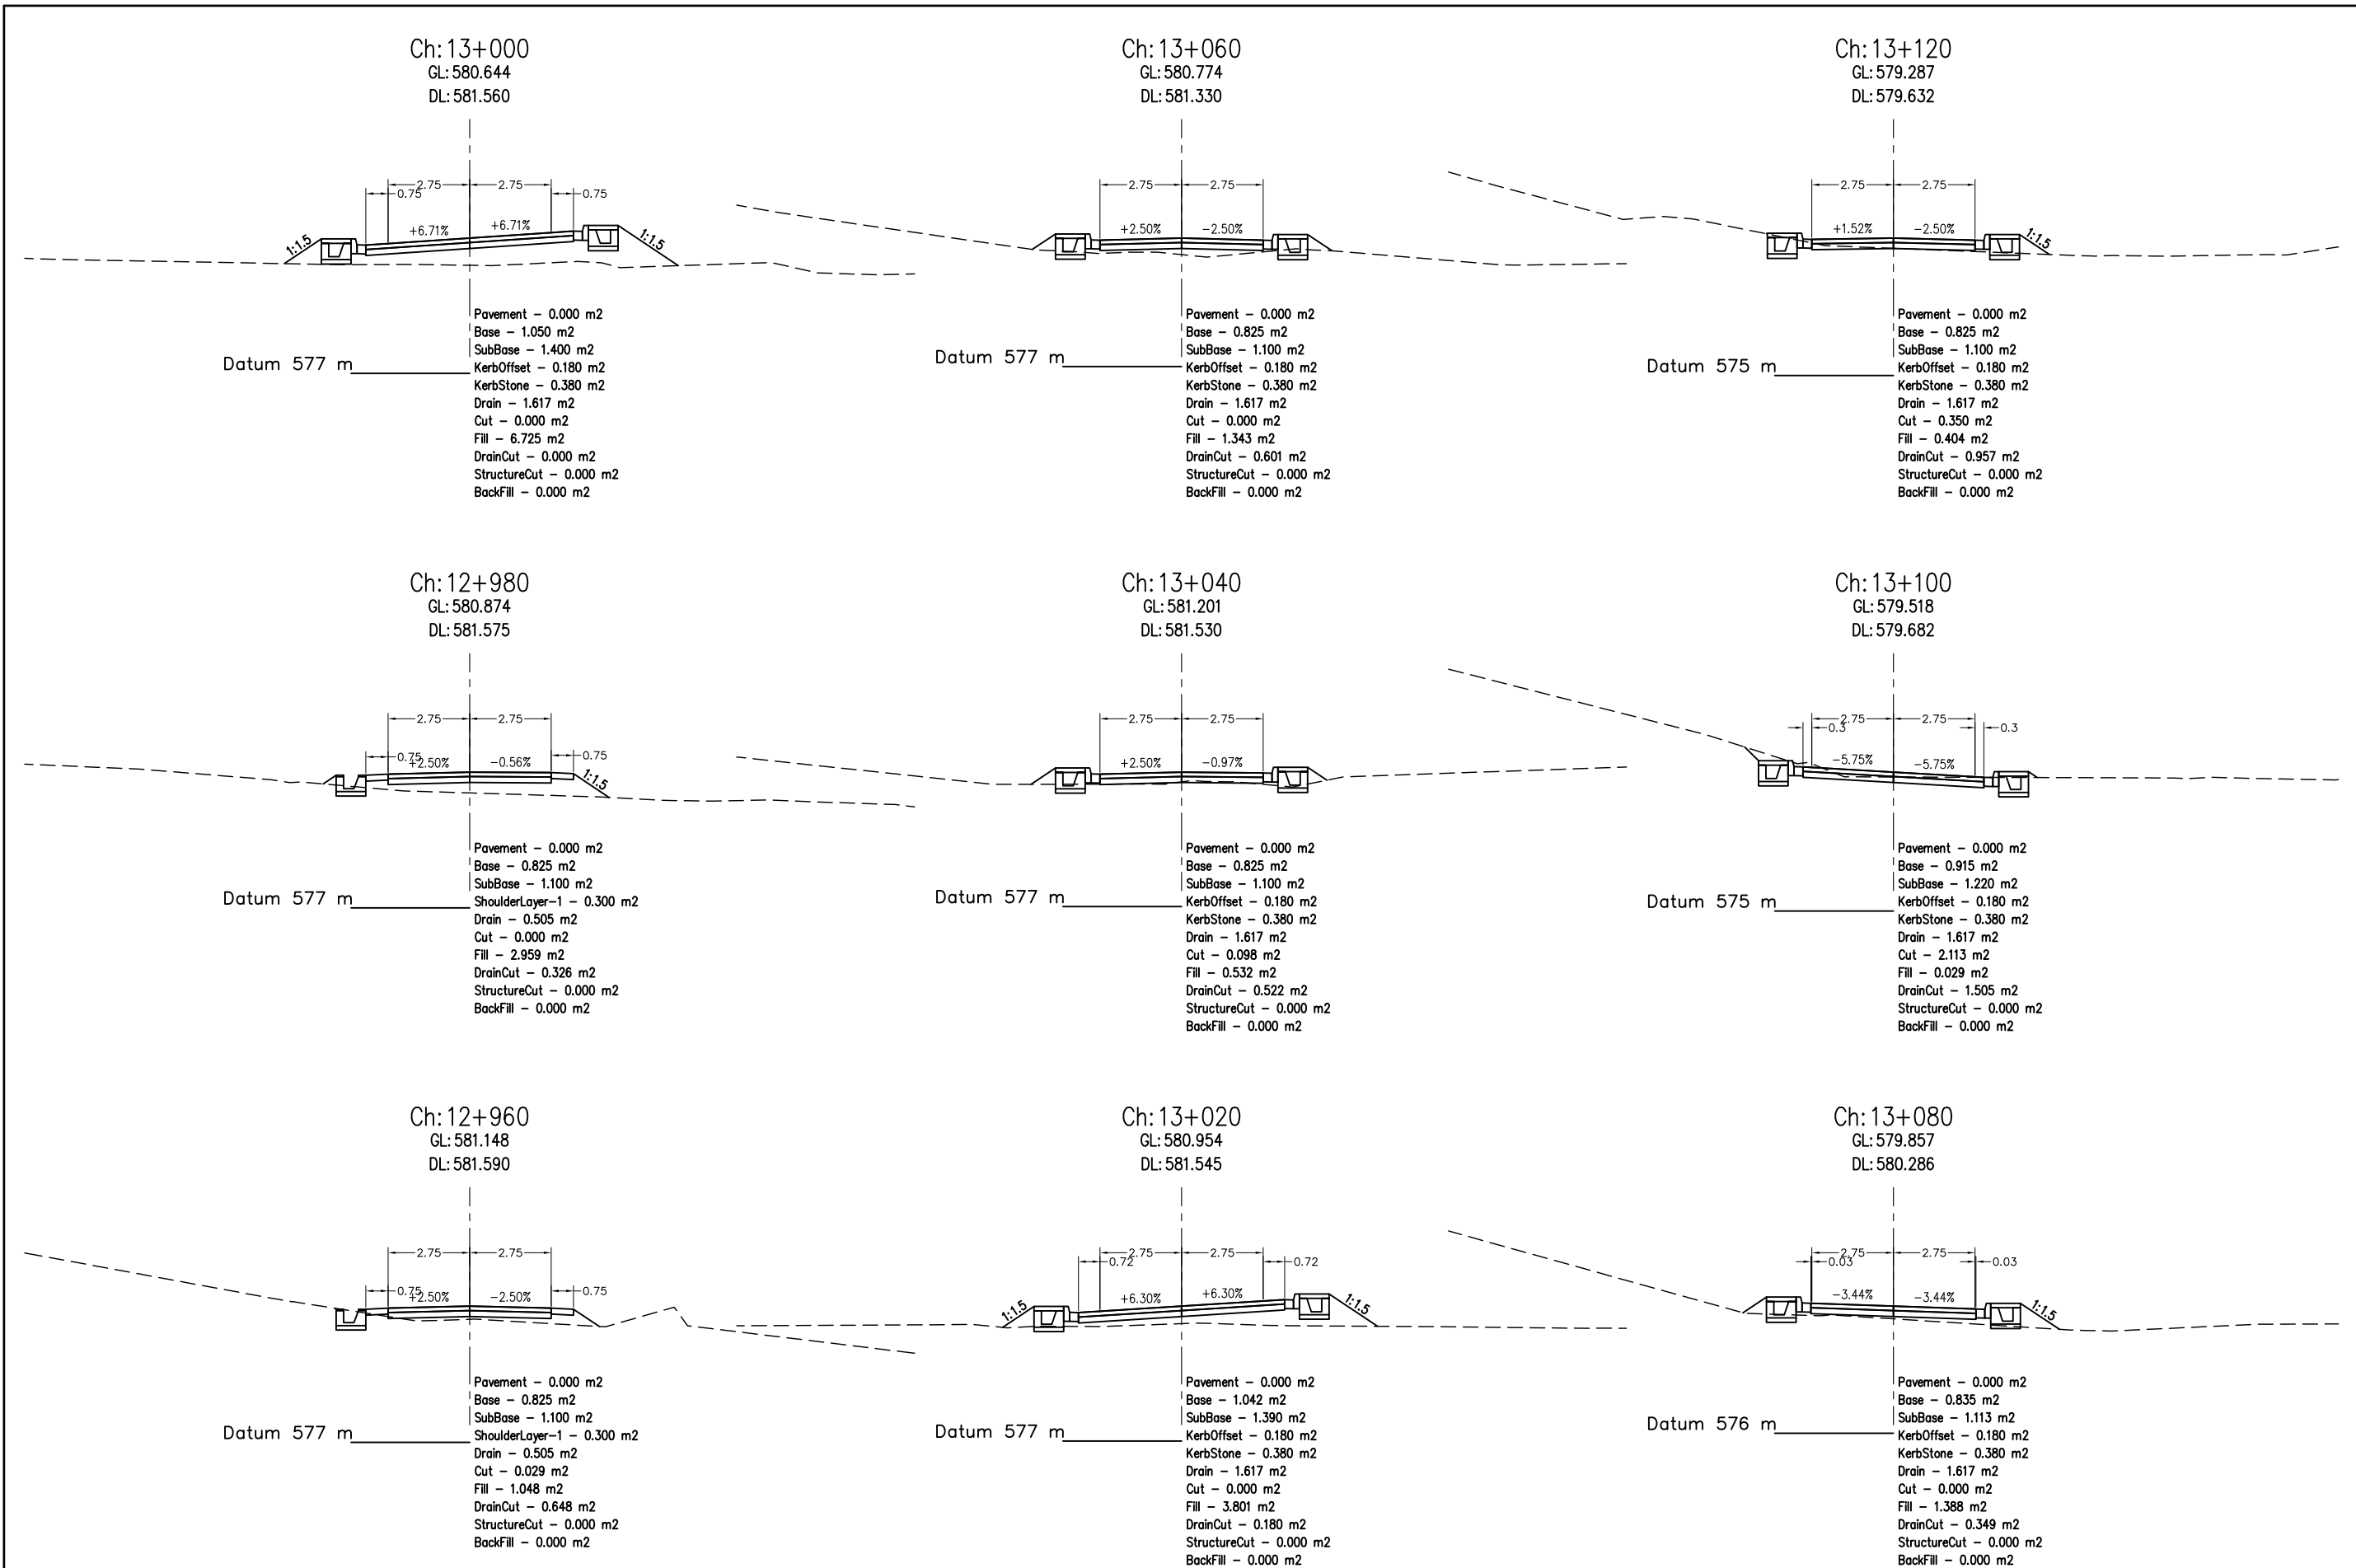 Ch:13+000
GL:580.644
DL:581.560
2.75 2.75
0.75 0.75
+6.71% +6.71%
1:1.5 1:1.5
Pavement – 0.000 m2
Base – 1.050 m2
SubBase – 1.400 m2
Datum 577 m
KerbOffset – 0.180 m2
KerbStone – 0.380 m2
Drain – 1.617 m2
Cut – 0.000 m2
Fill – 6.725 m2
DrainCut – 0.000 m2
StructureCut – 0.000 m2
BackFill – 0.000 m2
Ch:13+060
GL:580.774
DL:581.330
2.75 2.75
+2.50% −2.50%
Pavement – 0.000 m2
Base – 0.825 m2
SubBase – 1.100 m2
Datum 577 m
KerbOffset – 0.180 m2
KerbStone – 0.380 m2
Drain – 1.617 m2
Cut – 0.000 m2
Fill – 1.343 m2
DrainCut – 0.601 m2
StructureCut – 0.000 m2
BackFill – 0.000 m2
Ch:13+120
GL:579.287
DL:579.632
2.75 2.75
+1.52% −2.50%
1:1.5
Pavement – 0.000 m2
Base – 0.825 m2
SubBase – 1.100 m2
Datum 575 m
KerbOffset – 0.180 m2
KerbStone – 0.380 m2
Drain – 1.617 m2
Cut – 0.350 m2
Fill – 0.404 m2
DrainCut – 0.957 m2
StructureCut – 0.000 m2
BackFill – 0.000 m2
Ch:12+980
GL:580.874
DL:581.575
2.75 2.75
0.75 0.75
+2.50% −0.56%
1:1.5
Pavement – 0.000 m2
Base – 0.825 m2
SubBase – 1.100 m2
Datum 577 m
ShoulderLayer-1 – 0.300 m2
Drain – 0.505 m2
Cut – 0.000 m2
Fill – 2.959 m2
DrainCut – 0.326 m2
StructureCut – 0.000 m2
BackFill – 0.000 m2
Ch:13+040
GL:581.201
DL:581.530
2.75 2.75
+2.50% −0.97%
Pavement – 0.000 m2
Base – 0.825 m2
SubBase – 1.100 m2
Datum 577 m
KerbOffset – 0.180 m2
KerbStone – 0.380 m2
Drain – 1.617 m2
Cut – 0.098 m2
Fill – 0.532 m2
DrainCut – 0.522 m2
StructureCut – 0.000 m2
BackFill – 0.000 m2
Ch:13+100
GL:579.518
DL:579.682
2.75 2.75
0.3 0.3
−5.75% −5.75%
Pavement – 0.000 m2
Base – 0.915 m2
SubBase – 1.220 m2
Datum 575 m
KerbOffset – 0.180 m2
KerbStone – 0.380 m2
Drain – 1.617 m2
Cut – 2.113 m2
Fill – 0.029 m2
DrainCut – 1.505 m2
StructureCut – 0.000 m2
BackFill – 0.000 m2
Ch:12+960
GL:581.148
DL:581.590
2.75 2.75
0.75 0.75
+2.50% −2.50%
Pavement – 0.000 m2
Base – 0.825 m2
SubBase – 1.100 m2
Datum 577 m
ShoulderLayer-1 – 0.300 m2
Drain – 0.505 m2
Cut – 0.029 m2
Fill – 1.048 m2
DrainCut – 0.648 m2
StructureCut – 0.000 m2
BackFill – 0.000 m2
Ch:13+020
GL:580.954
DL:581.545
2.75 2.75
0.72 0.72
+6.30% +6.30%
1:1.5 1:1.5
Pavement – 0.000 m2
Base – 1.042 m2
SubBase – 1.390 m2
Datum 577 m
KerbOffset – 0.180 m2
KerbStone – 0.380 m2
Drain – 1.617 m2
Cut – 0.000 m2
Fill – 3.801 m2
DrainCut – 0.180 m2
StructureCut – 0.000 m2
BackFill – 0.000 m2
Ch:13+080
GL:579.857
DL:580.286
2.75 2.75
0.03 0.03
−3.44% −3.44%
1:1.5
Pavement – 0.000 m2
Base – 0.835 m2
SubBase – 1.113 m2
Datum 576 m
KerbOffset – 0.180 m2
KerbStone – 0.380 m2
Drain – 1.617 m2
Cut – 0.000 m2
Fill – 1.388 m2
DrainCut – 0.349 m2
StructureCut – 0.000 m2
BackFill – 0.000 m2